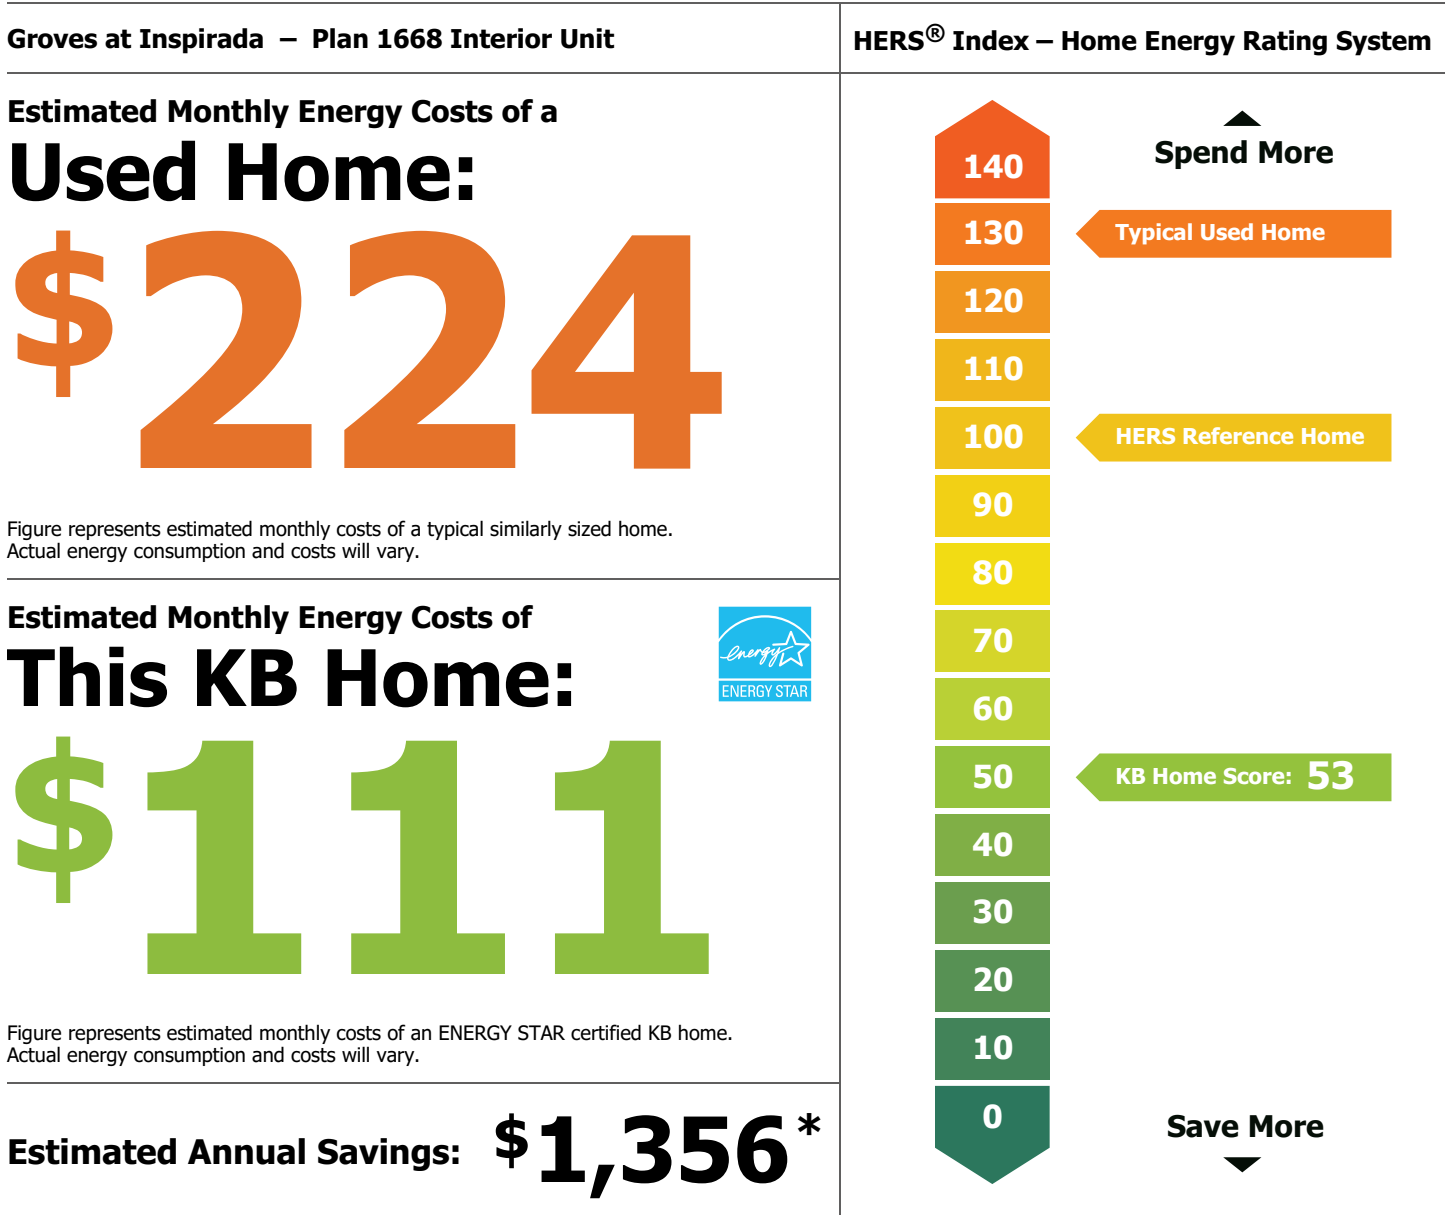 Groves at Inspirada – Plan 1668 Interior Unit
Estimated Monthly Energy Costs of a
Used Home:
$224
Figure represents estimated monthly costs of a typical similarly sized home.
Actual energy consumption and costs will vary.
Estimated Monthly Energy Costs of
This KB Home:
energy
ENERGY STAR
$111
Figure represents estimated monthly costs of an ENERGY STAR certified KB home.
Actual energy consumption and costs will vary.
Estimated Annual Savings: $1,356*
HERS® Index – Home Energy Rating System
Spend More
140
130 Typical Used Home
120
110
100 HERS Reference Home
90
80
70
60
50 KB Home Score: 53
40
30
20
10
0
Save More